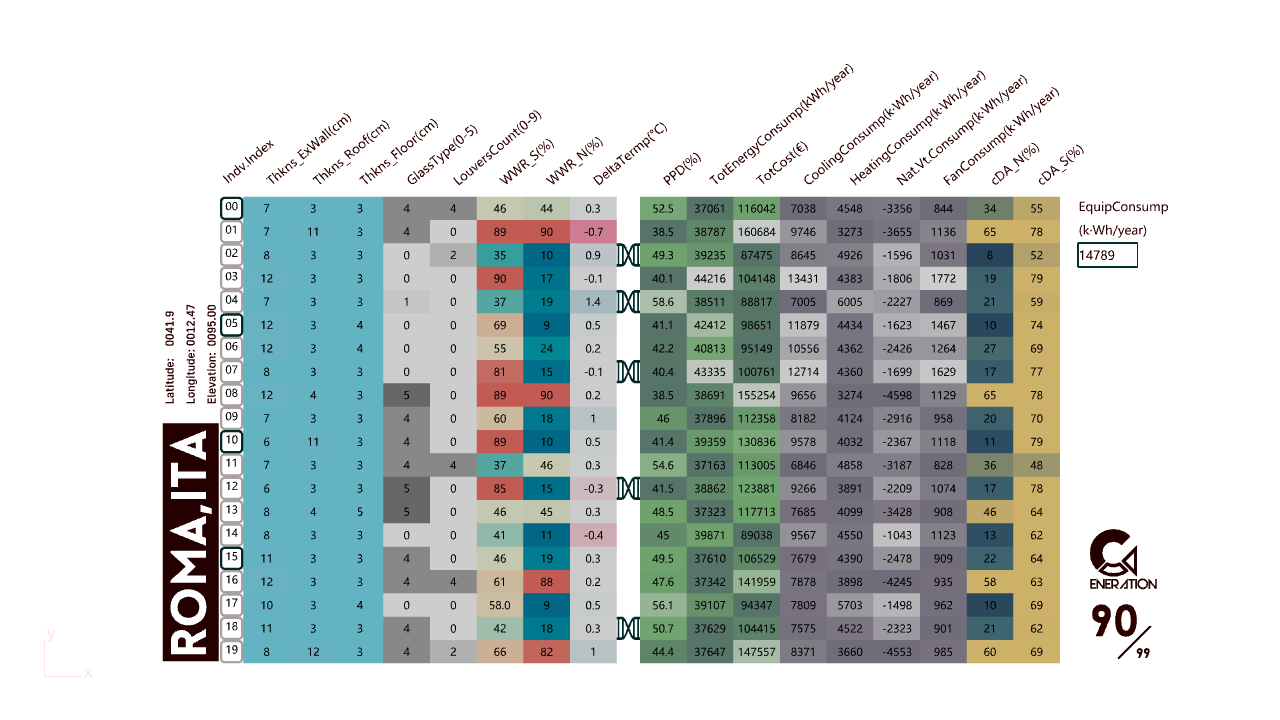 Indv.Index Thkns_ExWall(cm) Thkns_Roof(cm) Thkns_Floor(cm) GlassType(0-5) LouversCount(0-9) WWR_S(%) WWR_N(%) DeltaTermp(°C) PPD(%) TotEnergyConsump(kWh/year) TotCost(€) CoolingConsump(k·Wh/year) HeatingConsump(k·Wh/year) Nat.Vt.Consump(k·Wh/year) FanConsump(k·Wh/year) cDA_N(%) cDA_S(%)
00 7 3 3 4 4 46 44 0.3 52.5 37061 116042 7038 4548 -3356 844 34 55
01 7 11 3 4 0 89 90 -0.7 38.5 38787 160684 9746 3273 -3655 1136 65 78
02 8 3 3 0 2 35 10 0.9 49.3 39235 87475 8645 4926 -1596 1031 8 52
03 12 3 3 0 0 90 17 -0.1 40.1 44216 104148 13431 4383 -1806 1772 19 79
04 7 3 3 1 0 37 19 1.4 58.6 38511 88817 7005 6005 -2227 869 21 59
05 12 3 4 0 0 69 9 0.5 41.1 42412 98651 11879 4434 -1623 1467 10 74
06 12 3 4 0 0 55 24 0.2 42.2 40813 95149 10556 4362 -2426 1264 27 69
07 8 3 3 0 0 81 15 -0.1 40.4 43335 100761 12714 4360 -1699 1629 17 77
08 12 4 3 5 0 89 90 0.2 38.5 38691 155254 9656 3274 -4598 1129 65 78
09 7 3 3 4 0 60 18 1 46 37896 112358 8182 4124 -2916 958 20 70
10 6 11 3 4 0 89 10 0.5 41.4 39359 130836 9578 4032 -2367 1118 11 79
11 7 3 3 4 4 37 46 0.3 54.6 37163 113005 6846 4858 -3187 828 36 48
12 6 3 3 5 0 85 15 -0.3 41.5 38862 123881 9266 3891 -2209 1074 17 78
13 8 4 5 5 0 46 45 0.3 48.5 37323 117713 7685 4099 -3428 908 46 64
14 8 3 3 0 0 41 11 -0.4 45 39871 89038 9567 4550 -1043 1123 13 62
15 11 3 3 4 0 46 19 0.3 49.5 37610 106529 7679 4390 -2478 909 22 64
16 12 3 3 4 4 61 88 0.2 47.6 37342 141959 7878 3898 -4245 935 58 63
17 10 3 4 0 0 58.0 9 0.5 56.1 39107 94347 7809 5703 -1498 962 10 69
18 11 3 3 4 0 42 18 0.3 50.7 37629 104415 7575 4522 -2323 901 21 62
19 8 12 3 4 2 66 82 1 44.4 37647 147557 8371 3660 -4553 985 60 69
EquipConsump
(k·Wh/year)
14789
Latitude: 0041.9
Longitude: 0012.47
Elevation: 0095.00
ROMA,ITA
ENERATION
90/99
y
x